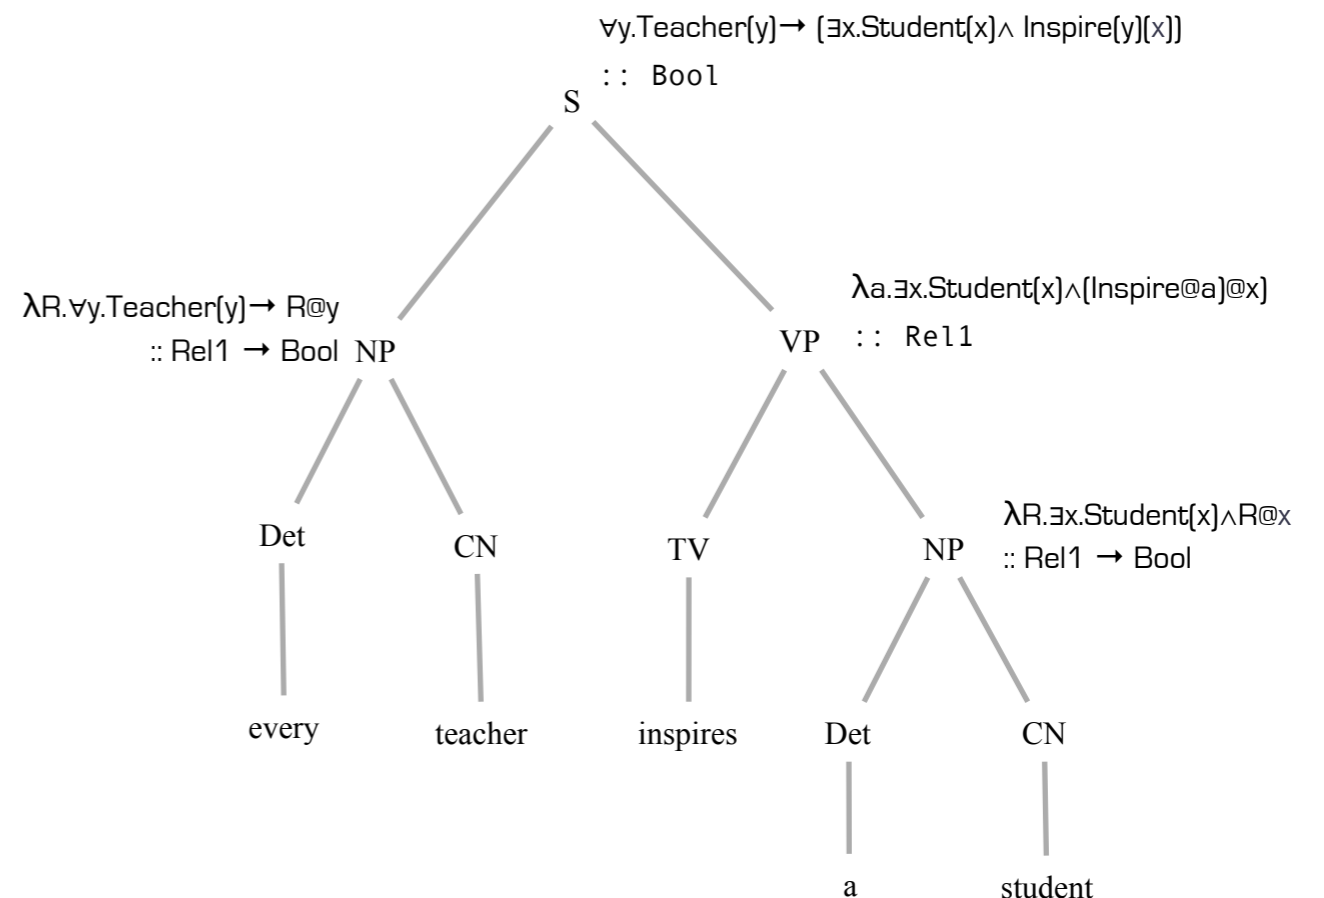 ∀y.Teacher(y)→ (∃x.Student(x)∧ Inspire(y)(x))
:: Bool
S
λR.∀y.Teacher(y)→ R@y
:: Rel1 → Bool NP
λa.∃x.Student(x)∧(Inspire@a)@x)
VP :: Rel1
Det
CN
TV
NP
λR.∃x.Student(x)∧R@x
:: Rel1 → Bool
every
teacher
inspires
Det
CN
a
student